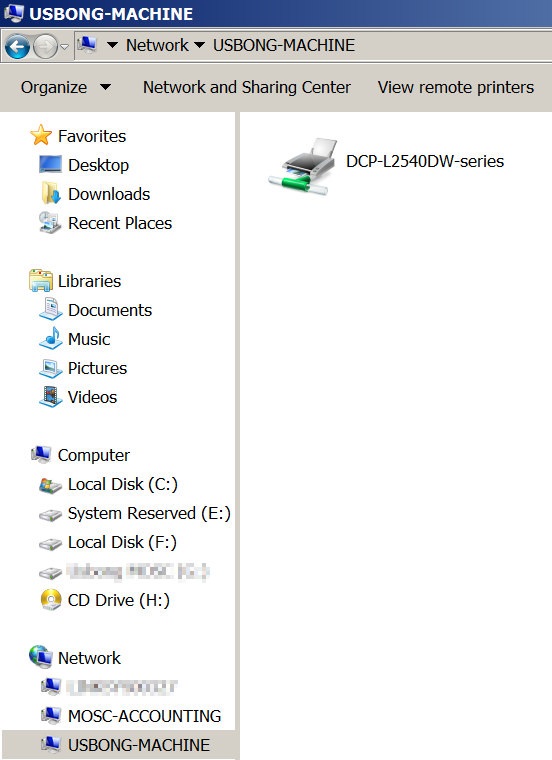 USBONG-MACHINE
Network USBONG-MACHINE
Organize Network and Sharing Center View remote printers
Favorites
Desktop
Downloads
Recent Places
Libraries
Documents
Music
Pictures
Videos
Computer
Local Disk (C:)
System Reserved (E:)
Local Disk (F:)
CD Drive (H:)
Network
MOSC-ACCOUNTING
USBONG-MACHINE
DCP-L2540DW-series